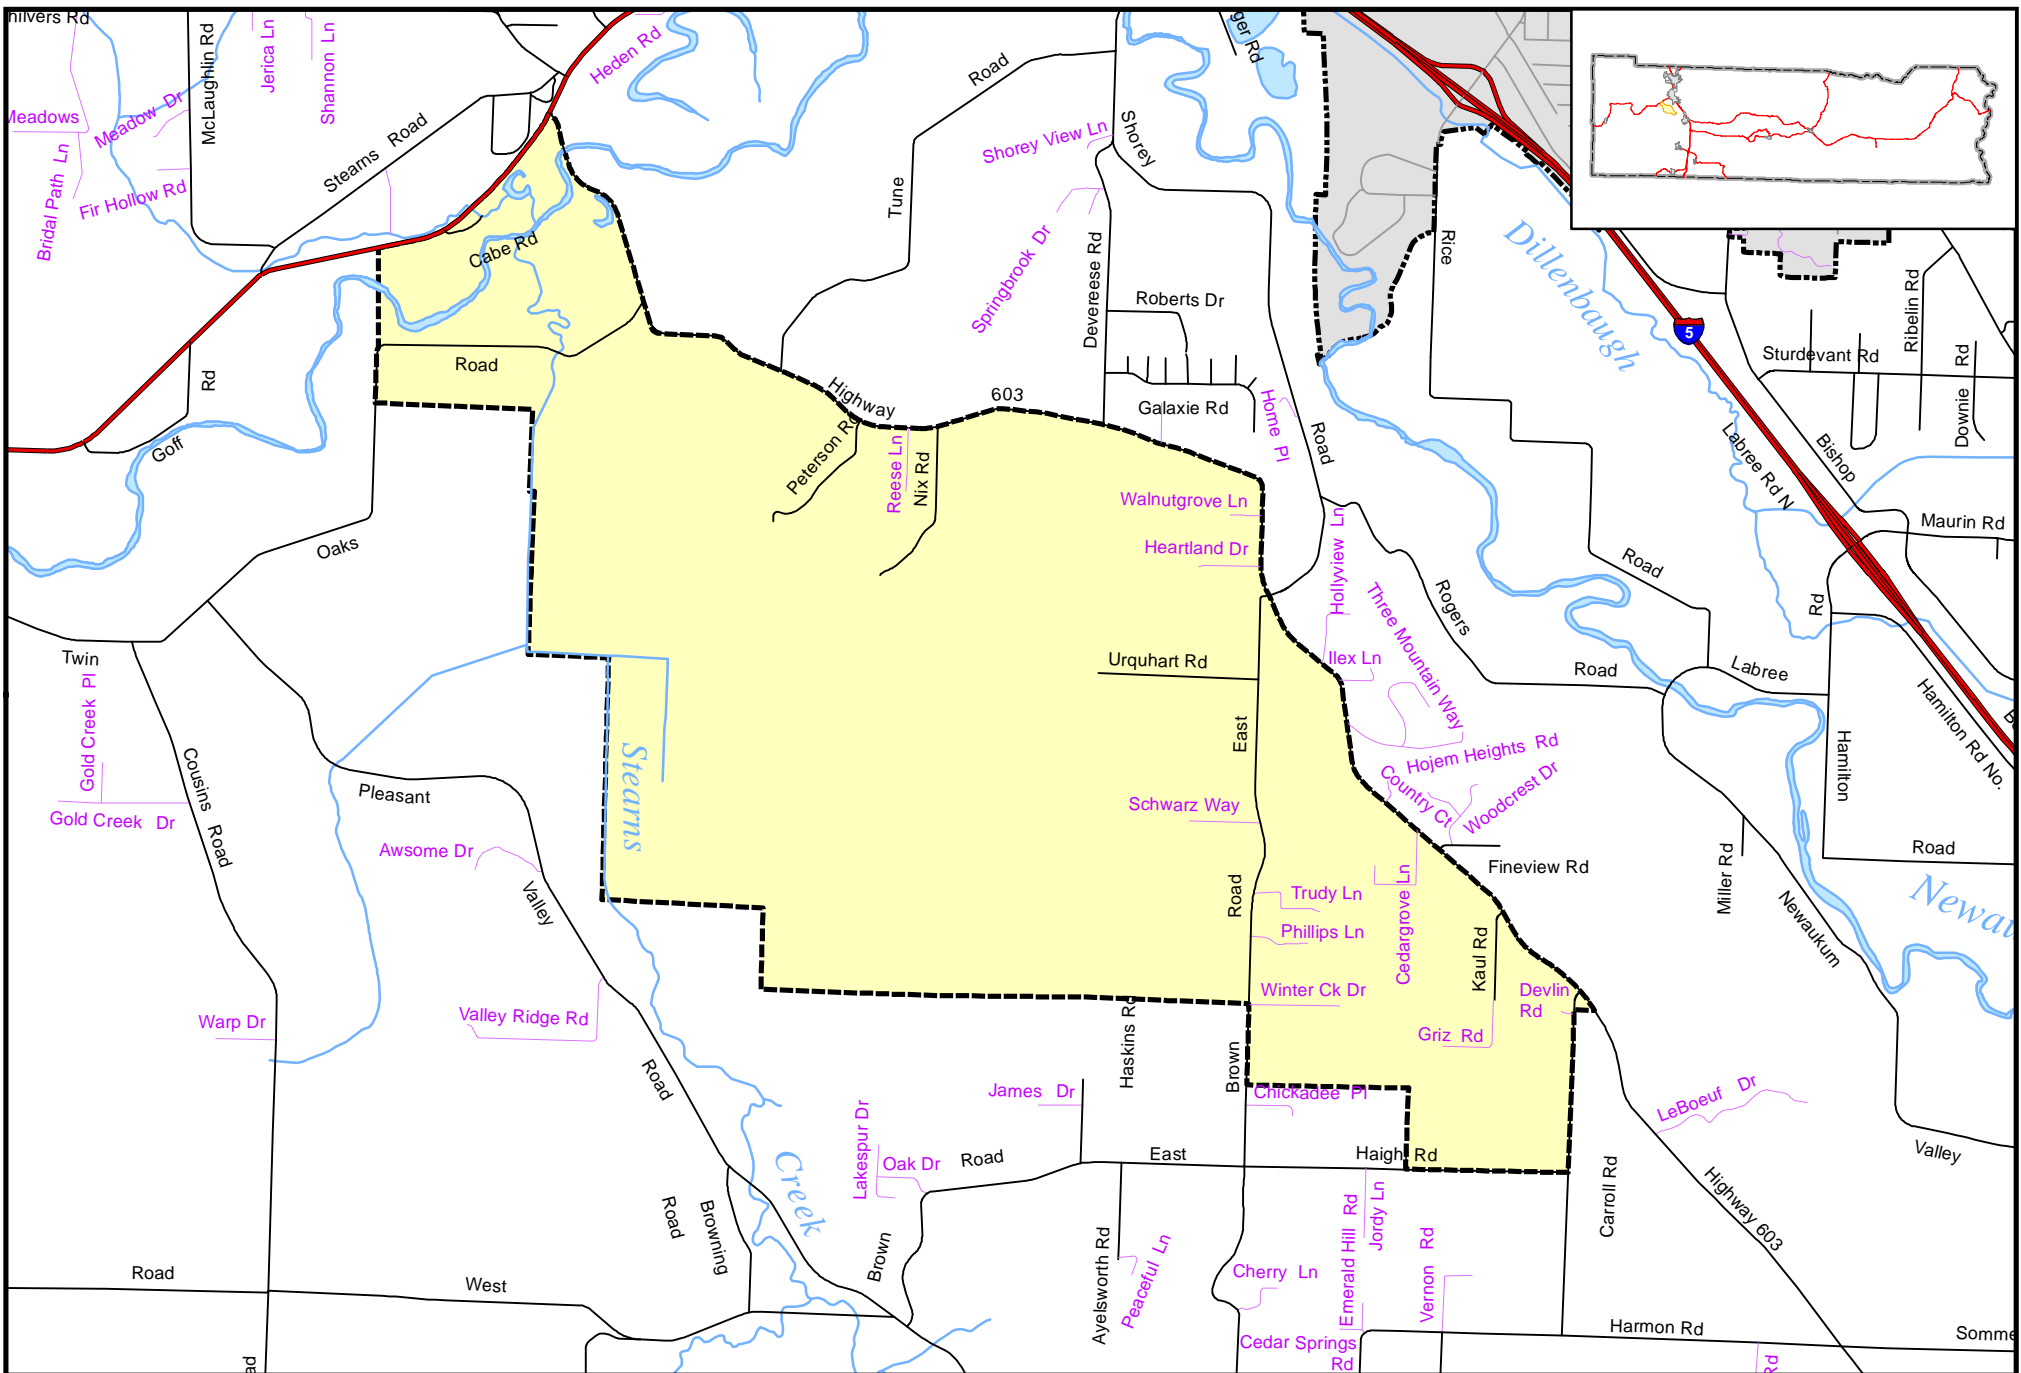 hilvers Rd
McLaughlin Rd
Jerica Ln
Shannon Ln
Heden Rd
Road
ger Rd
Meadows
Meadow Dr
Bridal Path Ln
Fir Hollow Rd
Stearns Road
Shorey View Ln
Shorey
Tune
Springbrook Dr
Devereese Rd
Rice
Dillenbaugh
Cabe Rd
Roberts Dr
5
Ribelin Rd
Sturdevant Rd
Downie Rd
Road
Rd
Goff
Highway
603
Galaxie Rd
Home Pl
Road
Peterson Rd
Reese Ln
Nix Rd
Labree Rd N
Bishop
Walnutgrove Ln
Heartland Dr
Hollyview Ln
Maurin Rd
Oaks
Road
Rogers
Rd
Three Mountain Way
Twin
Gold Creek Pl
Urquhart Rd
Ilex Ln
Road
Labree
Hamilton Rd No.
B
East
Hamilton
Hojem Heights Rd
Stearns
Cousins Road
Pleasant
Country Ct
Woodcrest Dr
Gold Creek Dr
Schwarz Way
Awsome Dr
Fineview Rd
Miller Rd
Road
Valley
Road
Trudy Ln
Cedargrove Ln
Phillips Ln
Kaul Rd
Newaukum
Newau
Winter Ck Dr
Devlin
Rd
Warp Dr
Valley Ridge Rd
Griz Rd
Haskins Rd
Brown
Road
James Dr
Chickadee Pl
LeBoeuf Dr
Lakespur Dr
Oak Dr
Road
East
Haigh Rd
Valley
Creek
Carroll Rd
Highway 603
Road
Browning
Brown
Ayelsworth Rd
Peaceful Ln
Emerald Hill Rd
Jordy Ln
Vernon Rd
Cherry Ln
Road
West
Cedar Springs
Rd
Harmon Rd
Somme
ad
Rd